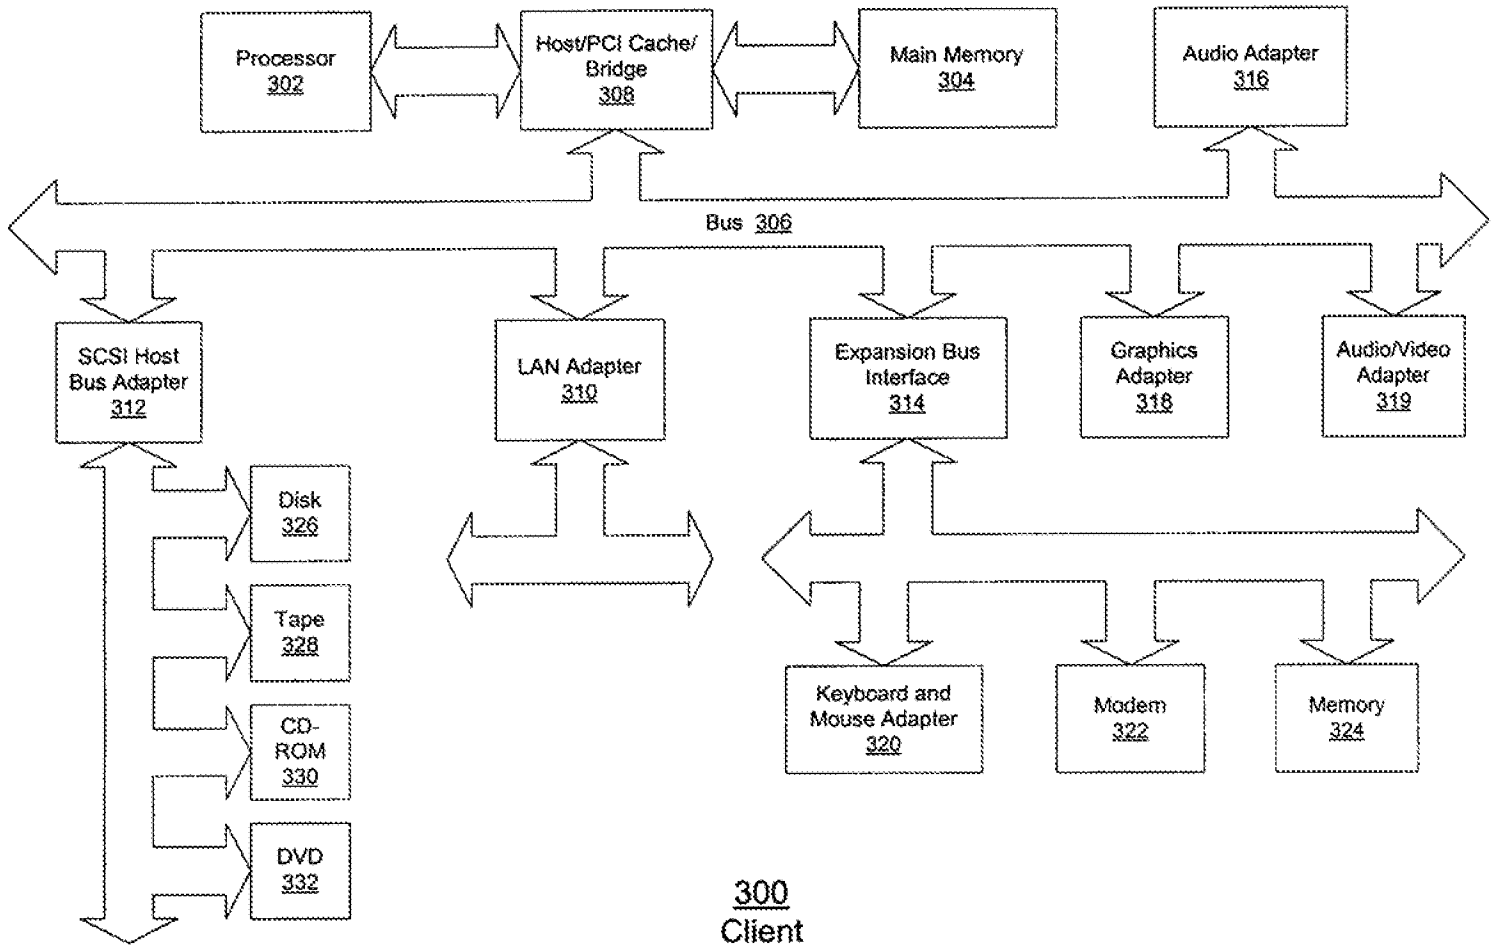 Processor
302
Host/PCI Cache/
Bridge
308
Main Memory
304
Audio Adapter
316
Bus 306
SCSI Host
Bus Adapter
312
LAN Adapter
310
Expansion Bus
Interface
314
Graphics
Adapter
318
Audio/Video
Adapter
319
Disk
326
Tape
328
CD-
ROM
330
DVD
332
Keyboard and
Mouse Adapter
320
Modem
322
Memory
324
300
Client